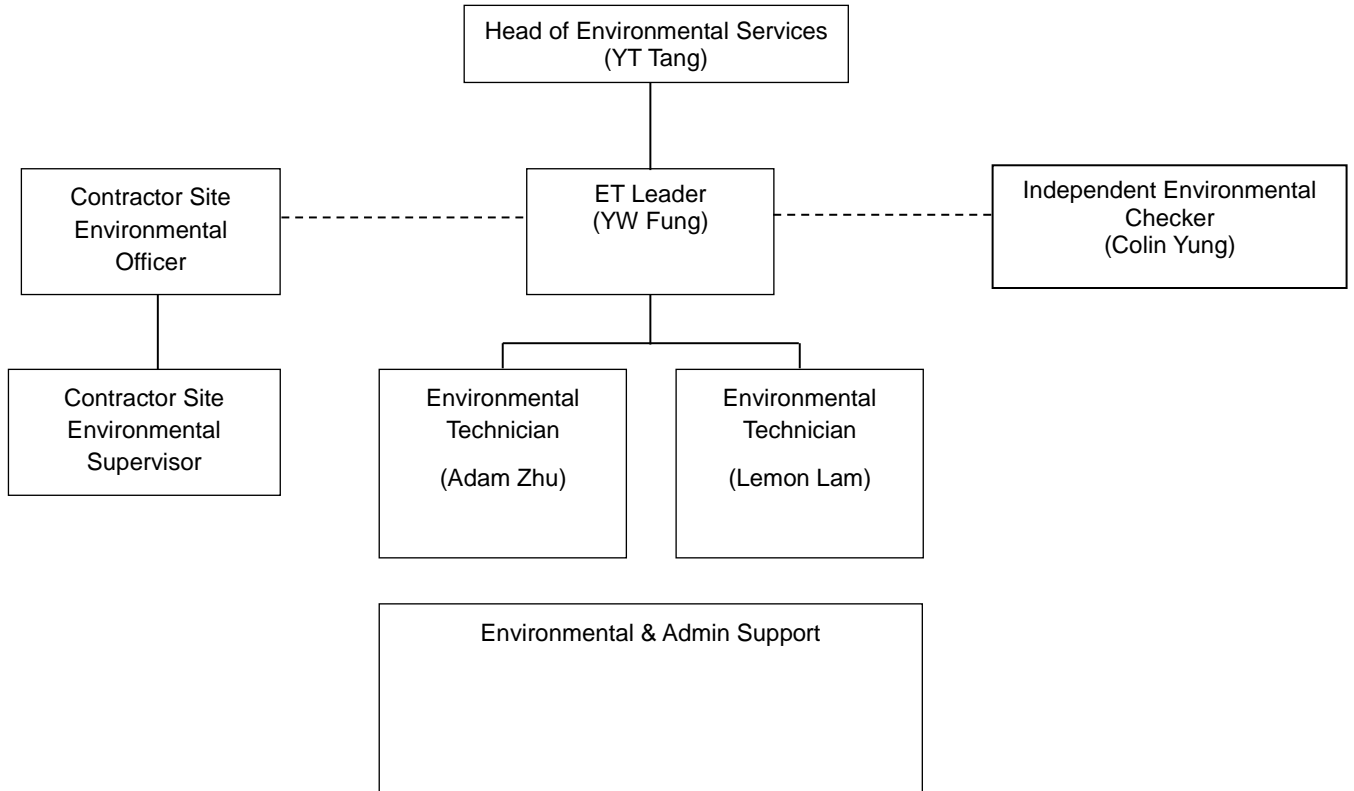 Head of Environmental Services
(YT Tang)
Contractor Site
Environmental
Officer
ET Leader
(YW Fung)
Independent Environmental
Checker
(Colin Yung)
Contractor Site
Environmental
Supervisor
Environmental
Technician
(Adam Zhu)
Environmental
Technician
(Lemon Lam)
Environmental & Admin Support